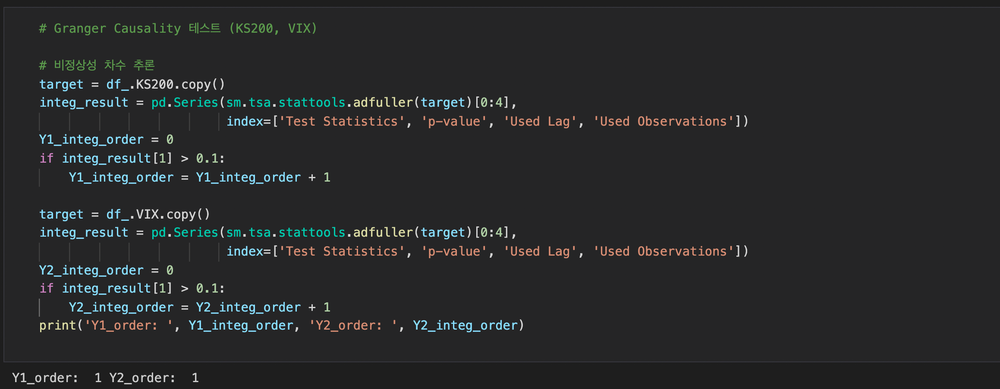 # Granger Causality 테스트 (KS200, VIX)
# 비정상성 차수 추론
target = df_.KS200.copy()
integ_result = pd.Series(sm.tsa.stattools.adfuller(target)[0:4],
                         index=['Test Statistics', 'p-value', 'Used Lag', 'Used Observations'])
Y1_integ_order = 0
if integ_result[1] > 0.1:
    Y1_integ_order = Y1_integ_order + 1
target = df_.VIX.copy()
integ_result = pd.Series(sm.tsa.stattools.adfuller(target)[0:4],
                         index=['Test Statistics', 'p-value', 'Used Lag', 'Used Observations'])
Y2_integ_order = 0
if integ_result[1] > 0.1:
    Y2_integ_order = Y2_integ_order + 1
print('Y1_order: ', Y1_integ_order, 'Y2_order: ', Y2_integ_order)
Y1_order:  1 Y2_order:  1